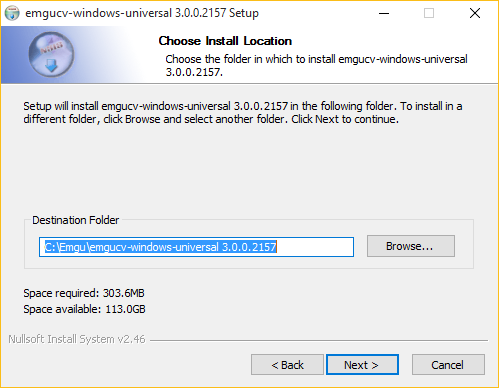 emgucv-windows-universal 3.0.0.2157 Setup
Choose Install Location
Choose the folder in which to install emgucv-windows-universal
3.0.0.2157.
Setup will install emgucv-windows-universal 3.0.0.2157 in the following folder. To install in a
different folder, click Browse and select another folder. Click Next to continue.
Destination Folder
C:\Emgu\emgucv-windows-universal 3.0.0.2157
Browse...
Space required: 303.6MB
Space available: 113.0GB
Nullsoft Install System v2.46
< Back
Next >
Cancel